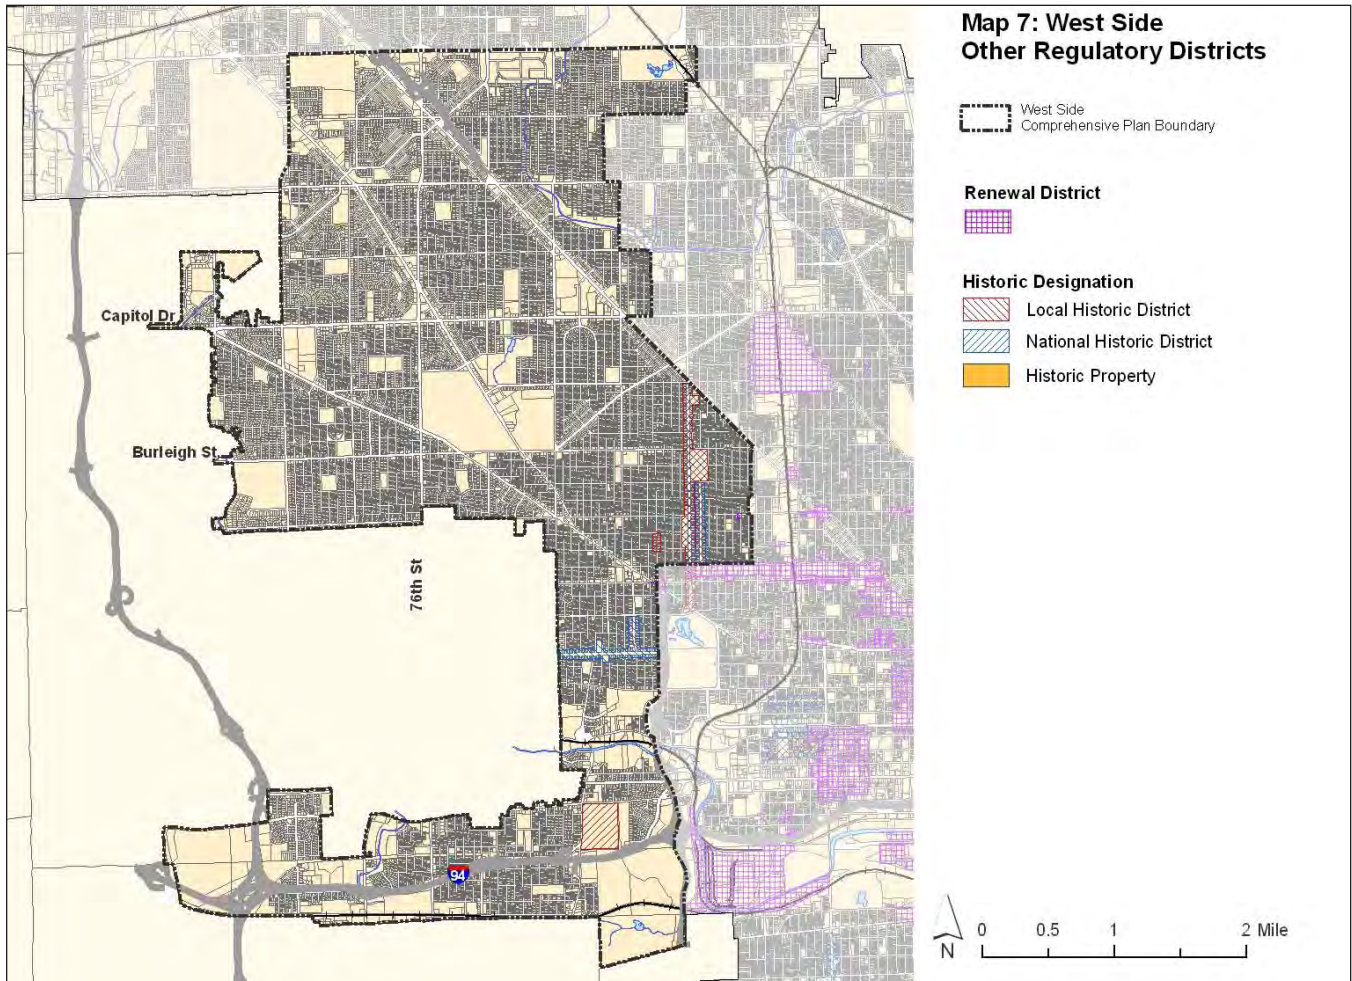 Map 7: West Side
Other Regulatory Districts
West Side
Comprehensive Plan Boundary
Renewal District
Historic Designation
Local Historic District
National Historic District
Historic Property
Capitol Dr
Burleigh St
76th St
94
N
0 0.5 1 2 Mile